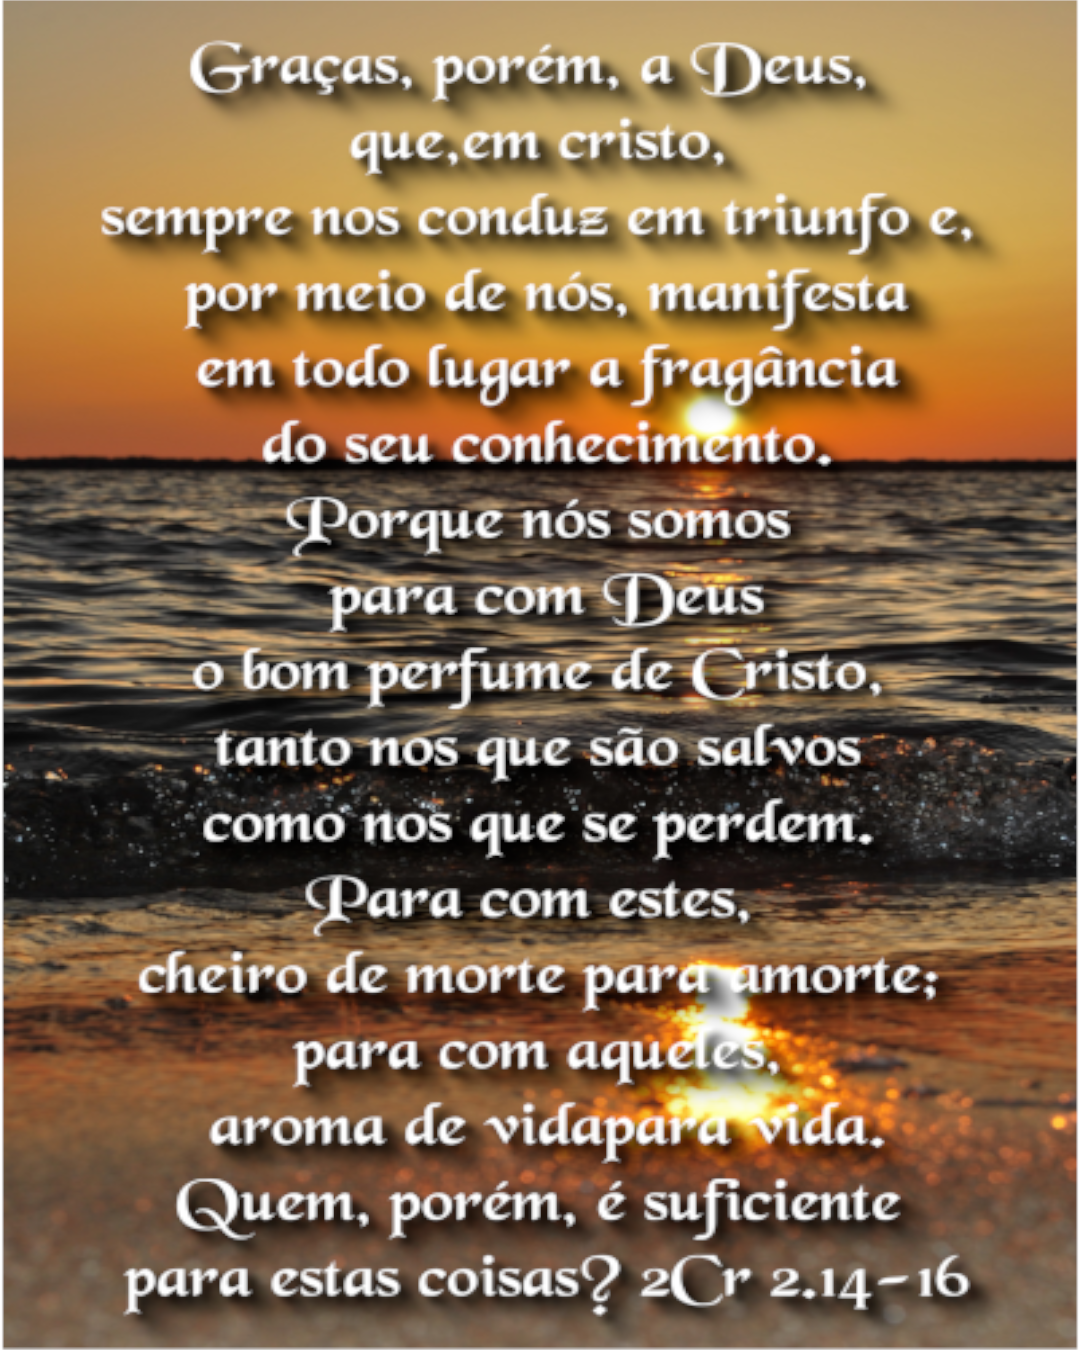 Graças, porém, a Deus,
que,em cristo,
sempre nos conduz em triunfo e,
por meio de nós, manifesta
em todo lugar a fragância
do seu conhecimento.
Porque nós somos
para com Deus
o bom perfume de Cristo,
tanto nos que são salvos
como nos que se perdem.
Para com estes,
cheiro de morte para amorte;
para com aqueles,
aroma de vidapara vida.
Quem, porém, é suficiente
para estas coisas? 2Cr 2.14-16